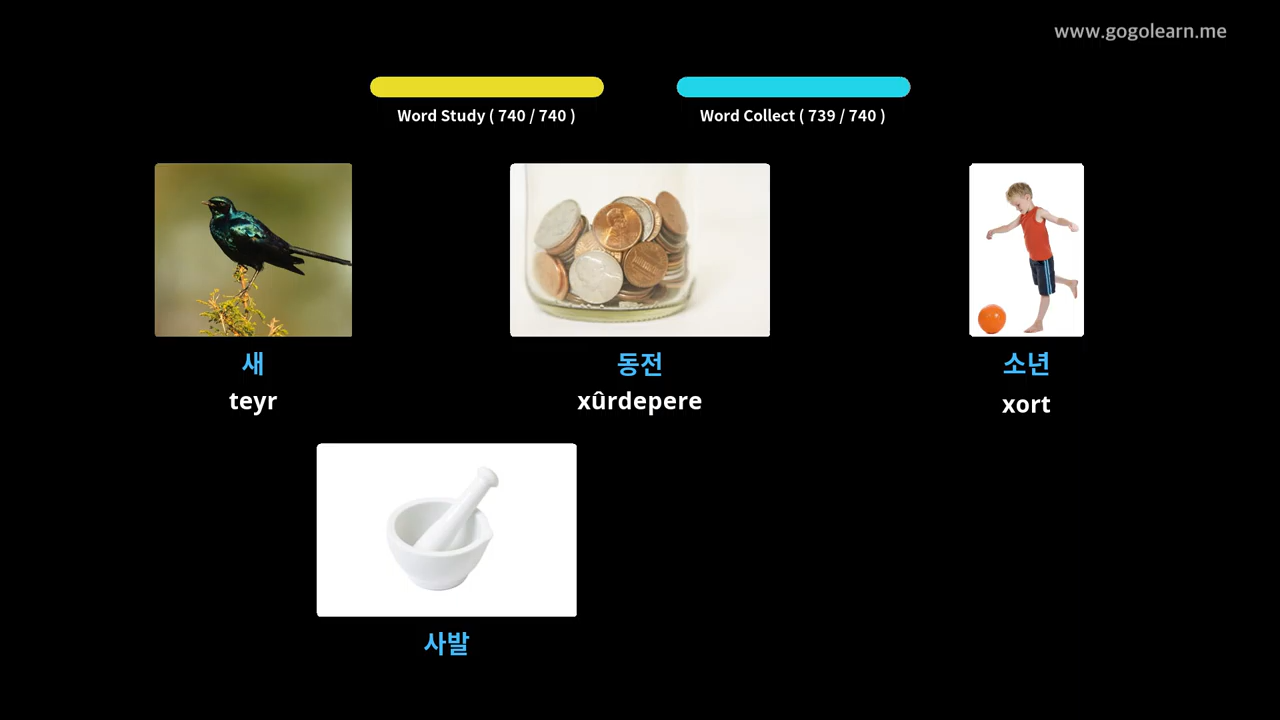 www.gogolearn.me
Word Study ( 740 / 740 )
Word Collect ( 739 / 740 )
새
teyr
동전
xûrdepere
소년
xort
사발